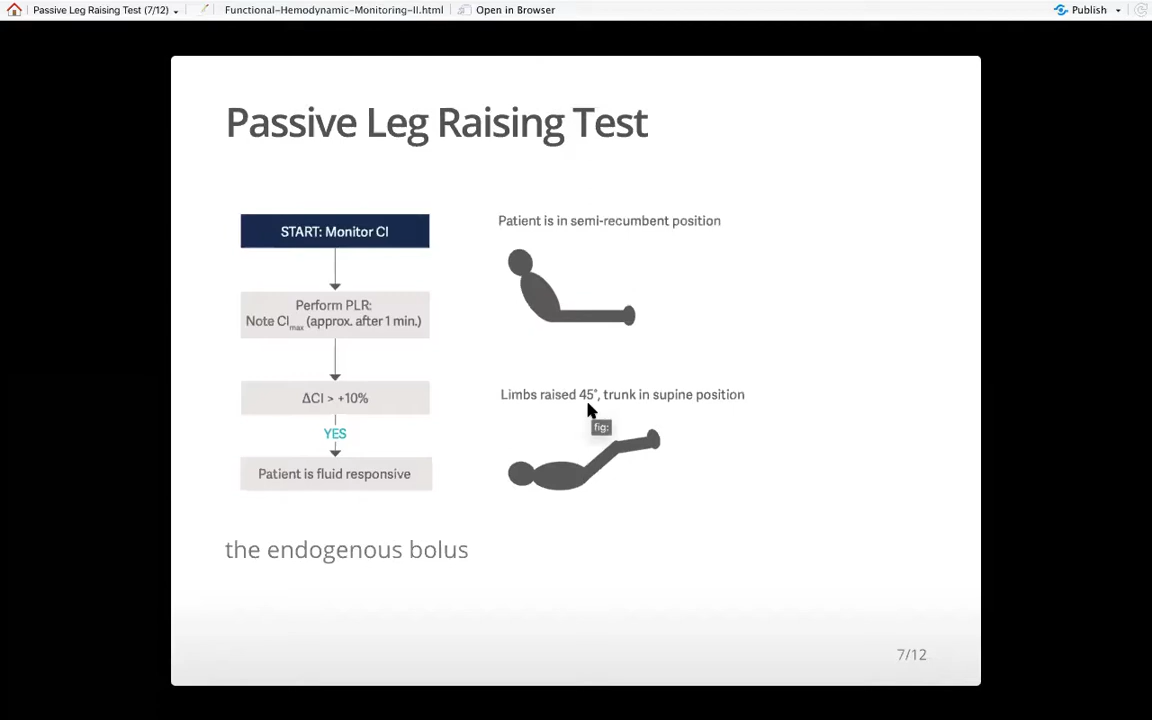 Passive Leg Raising Test (7/12)
Functional-Hemodynamic-Monitoring-II.html
Open in Browser
Publish
Passive Leg Raising Test
START: Monitor CI
Perform PLR:
Note CImax (approx. after 1 min.)
ΔCI > +10%
YES
Patient is fluid responsive
Patient is in semi-recumbent position
Limbs raised 45°, trunk in supine position
fig:
the endogenous bolus
7/12